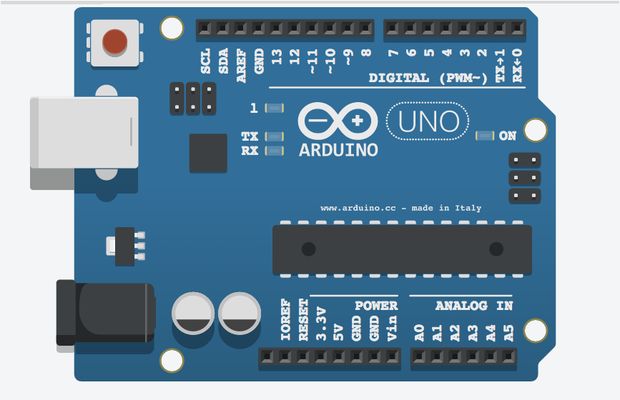 SCL
SDA
AREF
GND
13
12
~11
~10
~9
8
7
6
5
4
3
2
TX→1
RX←0
DIGITAL (PWM~)
1
TX
RX
UNO
ARDUINO
ON
www.arduino.cc - made in Italy
POWER
ANALOG IN
IOREF
RESET
3.3V
5V
GND
GND
Vin
A0
A1
A2
A3
A4
A5